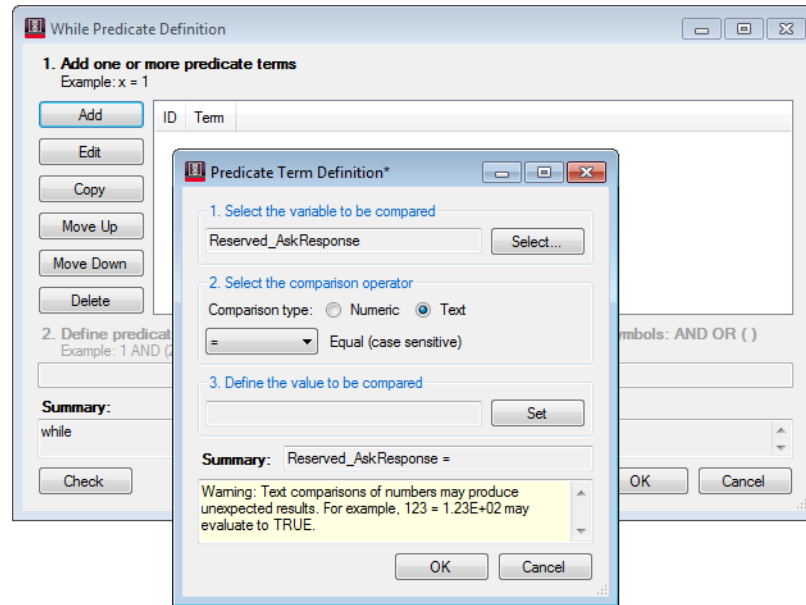 While Predicate Definition
1. Add one or more predicate terms
Example: x = 1
Add
ID Term
Edit
Copy
Move Up
Move Down
Delete
Predicate Term Definition*
1. Select the variable to be compared
Reserved_AskResponse
Select...
2. Select the comparison operator
Comparison type: Numeric Text
= Equal (case sensitive)
3. Define the value to be compared
Set
Summary: Reserved_AskResponse =
Warning: Text comparisons of numbers may produce
unexpected results. For example, 123 = 1.23E+02 may
evaluate to TRUE.
OK Cancel
2. Define predicat
mbols: AND OR ( )
Example: 1 AND (2
Summary:
while
Check
OK Cancel